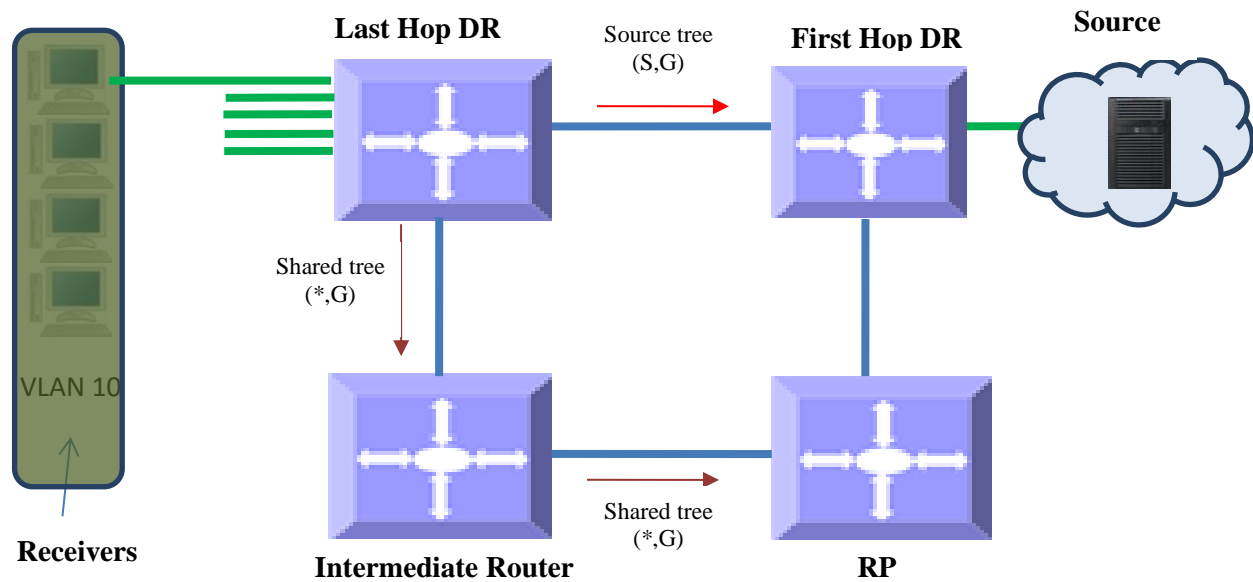 Last Hop DR
Source tree
(S,G)
First Hop DR
Source
Shared tree
(*,G)
VLAN 10
Shared tree
(*,G)
Receivers
Intermediate Router
RP